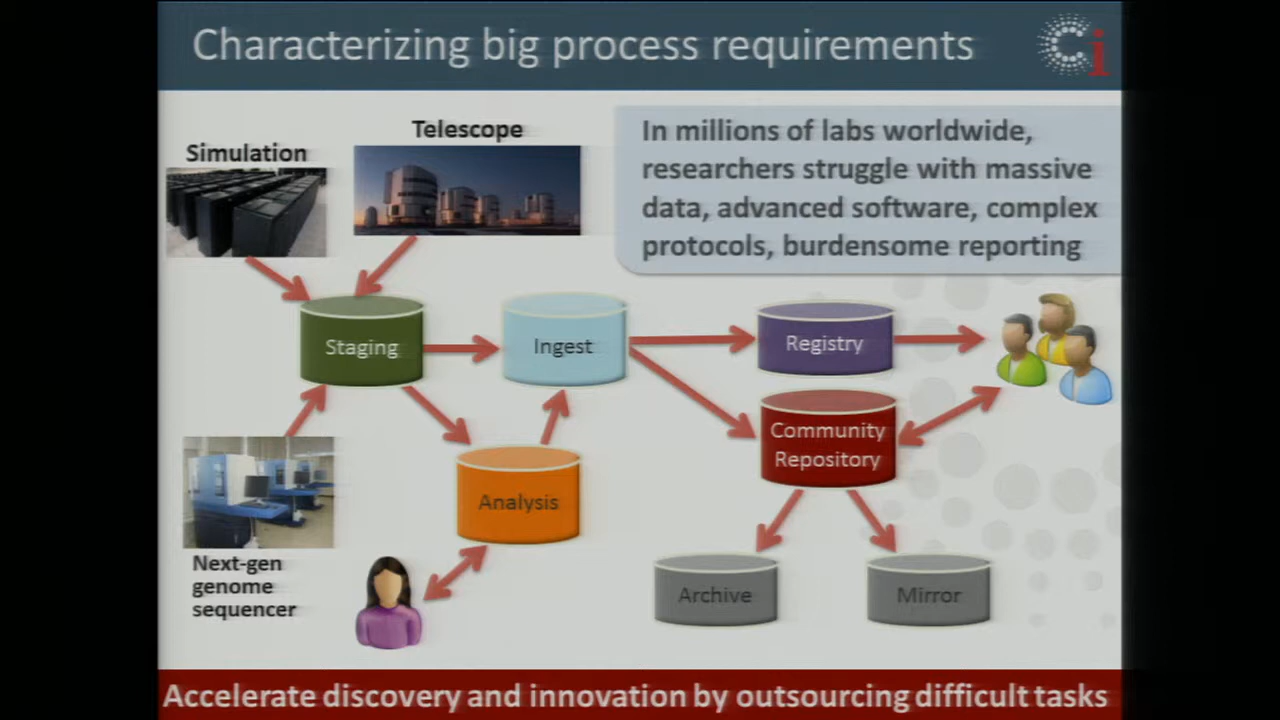 Characterizing big process requirements
Ci
Telescope
Simulation
In millions of labs worldwide,
researchers struggle with massive
data, advanced software, complex
protocols, burdensome reporting
Staging
Ingest
Registry
Community
Repository
Analysis
Next-gen
genome
sequencer
Archive
Mirror
Accelerate discovery and innovation by outsourcing difficult tasks